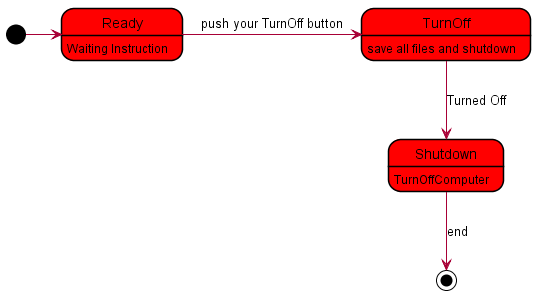 Ready
Waiting Instruction
push your TurnOff button
TurnOff
save all files and shutdown
Turned Off
Shutdown
TurnOffComputer
end